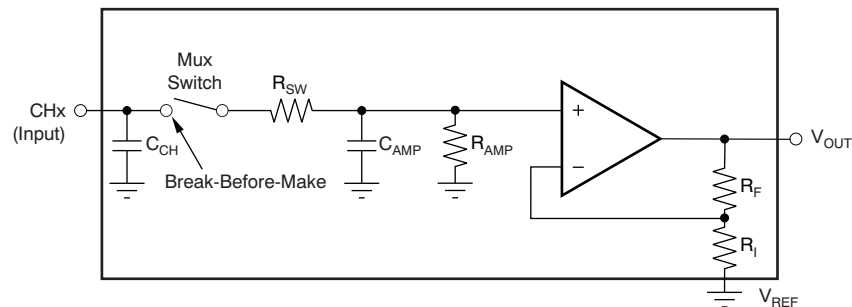 Mux
Switch
CHx
(Input)
R_SW
C_CH
C_AMP
R_AMP
Break-Before-Make
+
−
V_OUT
R_F
R_I
V_REF